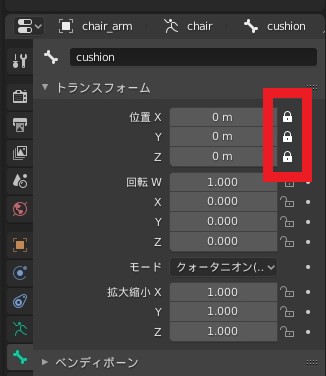 chair_arm chair cushion
cushion
トランスフォーム
位置 X 0 m
Y 0 m
Z 0 m
回転 W 1.000
X 0.000
Y 0.000
Z 0.000
モード クォータニオン(..
拡大縮小 X 1.000
Y 1.000
Z 1.000
ベンディボーン